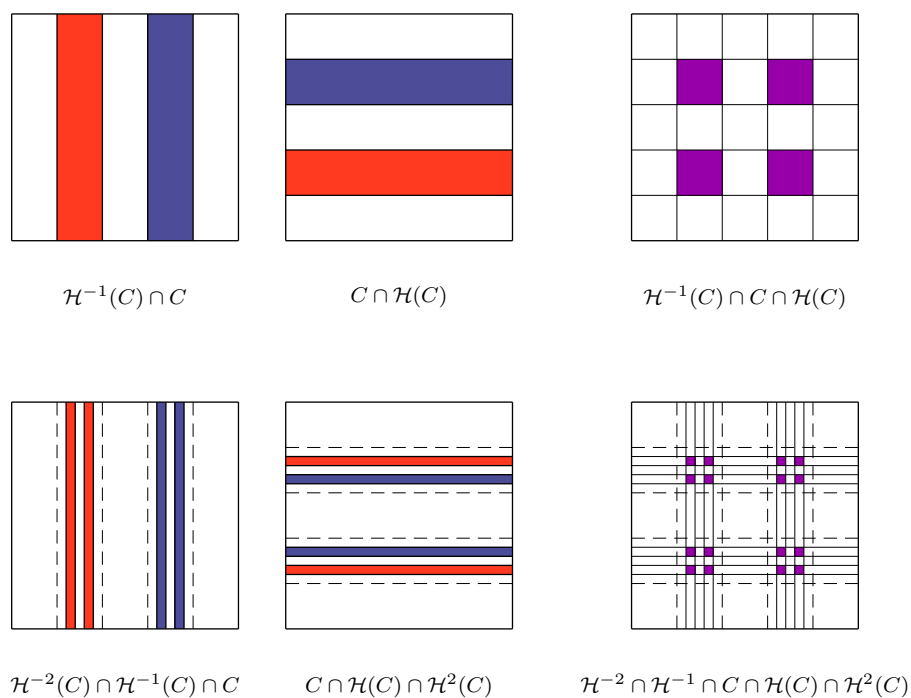 ℋ⁻¹(C) ∩ C
C ∩ ℋ(C)
ℋ⁻¹(C) ∩ C ∩ ℋ(C)
ℋ⁻²(C) ∩ ℋ⁻¹(C) ∩ C
C ∩ ℋ(C) ∩ ℋ²(C)
ℋ⁻² ∩ ℋ⁻¹ ∩ C ∩ ℋ(C) ∩ ℋ²(C)